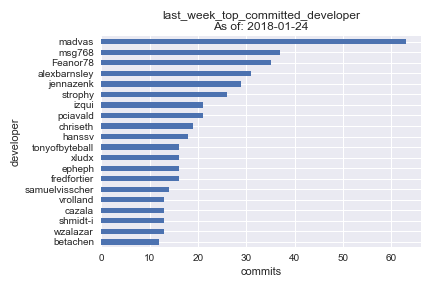 last_week_top_committed_developer
As of: 2018-01-24
developer
madvas
msg768
Feanor78
alexbarnsley
jennazenk
strophy
izqui
pciavald
chriseth
hanssv
tonyofbyteball
xludx
epheph
fredfortier
samuelvisscher
vrolland
cazala
shmidt-i
wzalazar
betachen
0 10 20 30 40 50 60
commits